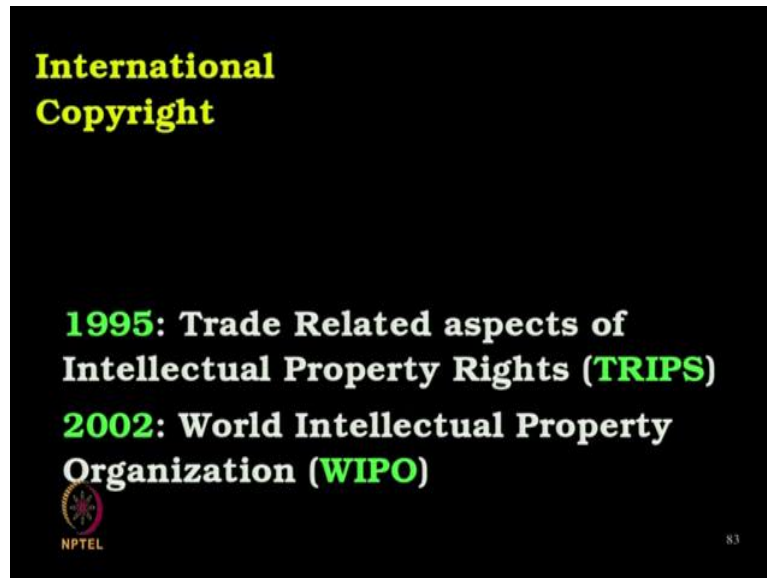 International
Copyright
1995: Trade Related aspects of
Intellectual Property Rights (TRIPS)
2002: World Intellectual Property
Organization (WIPO)
NPTEL
83